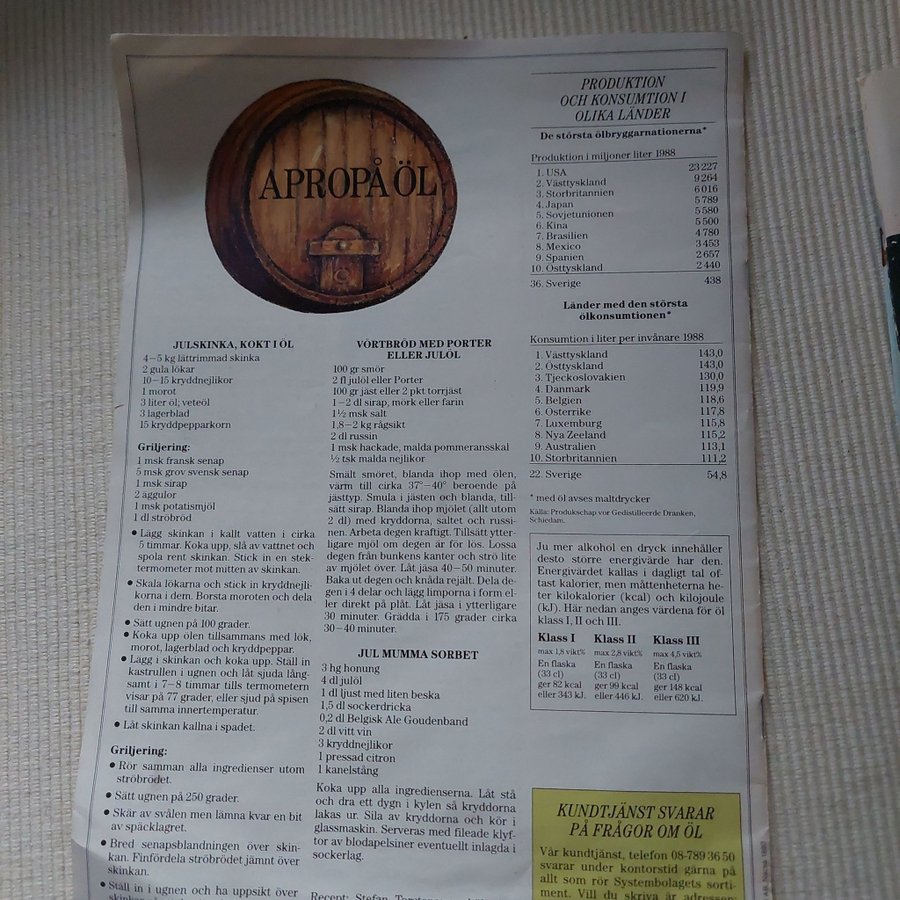 APROPÅ ÖL
JULSKINKA, KOKT I ÖL
4–5 kg lättrimmad skinka
2 gula lökar
10–15 kryddnejlikor
1 morot
3 liter öl; veteöl
3 lagerblad
15 kryddpepparkorn
Griljering:
1 msk fransk senap
5 msk grov svensk senap
1 msk sirap
2 äggulor
1 msk potatismjöl
1 dl ströbröd
• Lägg skinkan i kallt vatten i cirka
5 timmar. Koka upp, slå av vattnet och
spola rent skinkan. Stick in en stek-
termometer mot mitten av skinkan.
• Skala lökarna och stick in kryddnejli-
korna i dem. Borsta moroten och dela
den i mindre bitar.
• Sätt ugnen på 100 grader.
• Koka upp ölen tillsammans med lök,
morot, lagerblad och kryddpeppar.
• Lägg i skinkan och koka upp. Ställ in
kastrullen i ugnen och låt sjuda lång-
samt i 7–8 timmar tills termometern
visar på 77 grader, eller sjud på spisen
till samma innertemperatur.
• Låt skinkan kallna i spadet.
Griljering:
• Rör samman alla ingredienser utom
ströbrödet.
• Sätt ugnen på 250 grader.
• Skär av svålen men lämna kvar en bit
av späcklagret.
• Bred senapsblandningen över skin-
kan. Finfördela ströbrödet jämnt över
skinkan.
• Ställ in i ugnen och ha uppsikt över
VÖRTBRÖD MED PORTER
ELLER JULÖL
100 gr smör
2 fl julöl eller Porter
100 gr jäst eller 2 pkt torrjäst
1–2 dl sirap, mörk eller farin
1½ msk salt
1,8–2 kg rågsikt
2 dl russin
1 msk hackade, malda pommeransskal
½ tsk malda nejlikor
Smält smöret, blanda ihop med ölen,
värm till cirka 37°–40° beroende på
jästtyp. Smula i jästen och blanda, till-
sätt sirap. Blanda ihop mjölet (allt utom
2 dl) med kryddorna, saltet och russi-
nen. Arbeta degen kraftigt. Tillsätt ytter-
ligare mjöl om degen är för lös. Lossa
degen från bunkens kanter och strö lite
av mjölet över. Låt jäsa 40–50 minuter.
Baka ut degen och knåda rejält. Dela de-
gen i 4 delar och lägg limporna i form el-
ler direkt på plåt. Låt jäsa i ytterligare
30 minuter. Grädda i 175 grader cirka
30–40 minuter.
JUL MUMMA SORBET
3 hg honung
4 dl julöl
1 dl ljust med liten beska
1,5 dl sockerdricka
0,2 dl Belgisk Ale Goudenband
2 dl vitt vin
3 kryddnejlikor
1 pressad citron
1 kanelstång
Koka upp alla ingredienserna. Låt stå
och dra ett dygn i kylen så kryddorna
lakas ur. Sila av kryddorna och kör i
glassmaskin. Serveras med fileade klyf-
tor av blodapelsiner eventuellt inlagda i
sockerlag.
Recept: Stefan
PRODUKTION
OCH KONSUMTION I
OLIKA LÄNDER
De största ölbryggarnationerna*
Produktion i miljoner liter 1988
1. USA 23 227
2. Västtyskland 9 264
3. Storbritannien 6 016
4. Japan 5 789
5. Sovjetunionen 5 580
6. Kina 5 500
7. Brasilien 4 780
8. Mexico 3 453
9. Spanien 2 657
10. Östtyskland 2 440
36. Sverige 438
Länder med den största
ölkonsumtionen*
Konsumtion i liter per invånare 1988
1. Västtyskland 143,0
2. Östtyskland 143,0
3. Tjeckoslovakien 130,0
4. Danmark 119,9
5. Belgien 118,6
6. Österrike 117,8
7. Luxemburg 115,8
8. Nya Zeeland 115,2
9. Australien 113,1
10. Storbritannien 111,2
22. Sverige 54,8
* med öl avses maltdrycker
Källa: Produkschap vor Gedistilleerde Dranken,
Schiedam.
Ju mer alkohol en dryck innehåller
desto större energivärde har den.
Energivärdet kallas i dagligt tal of-
tast kalorier, men måttenheterna he-
ter kilokalorier (kcal) och kilojoule
(kJ). Här nedan anges värdena för öl
klass I, II och III.
Klass I Klass II Klass III
max 1,8 vikt% max 2,8 vikt% max 4,5 vikt%
En flaska En flaska En flaska
(33 cl) (33 cl) (33 cl)
ger 82 kcal ger 99 kcal ger 148 kcal
eller 343 kJ. eller 446 kJ. eller 620 kJ.
KUNDTJÄNST SVARAR
PÅ FRÅGOR OM ÖL
Vår kundtjänst, telefon 08-789 36 50
svarar under kontorstid gärna på
allt som rör Systembolagets sorti-
ment. Vill du skriva är adressen: